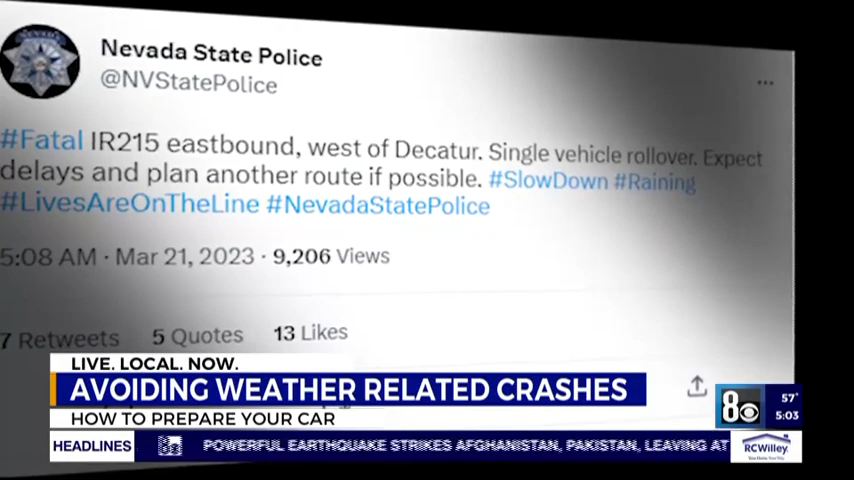 Nevada State Police
@NVStatePolice
#Fatal IR215 eastbound, west of Decatur. Single vehicle rollover. Expect
delays and plan another route if possible. #SlowDown #Raining
#LivesAreOnTheLine #NevadaStatePolice
5:08 AM · Mar 21, 2023 · 9,206 Views
7 Retweets 5 Quotes 13 Likes
LIVE. LOCAL. NOW.
AVOIDING WEATHER RELATED CRASHES
HOW TO PREPARE YOUR CAR
8
57°
5:03
HEADLINES
POWERFUL EARTHQUAKE STRIKES AFGHANISTAN, PAKISTAN, LEAVING AT
RCWilley